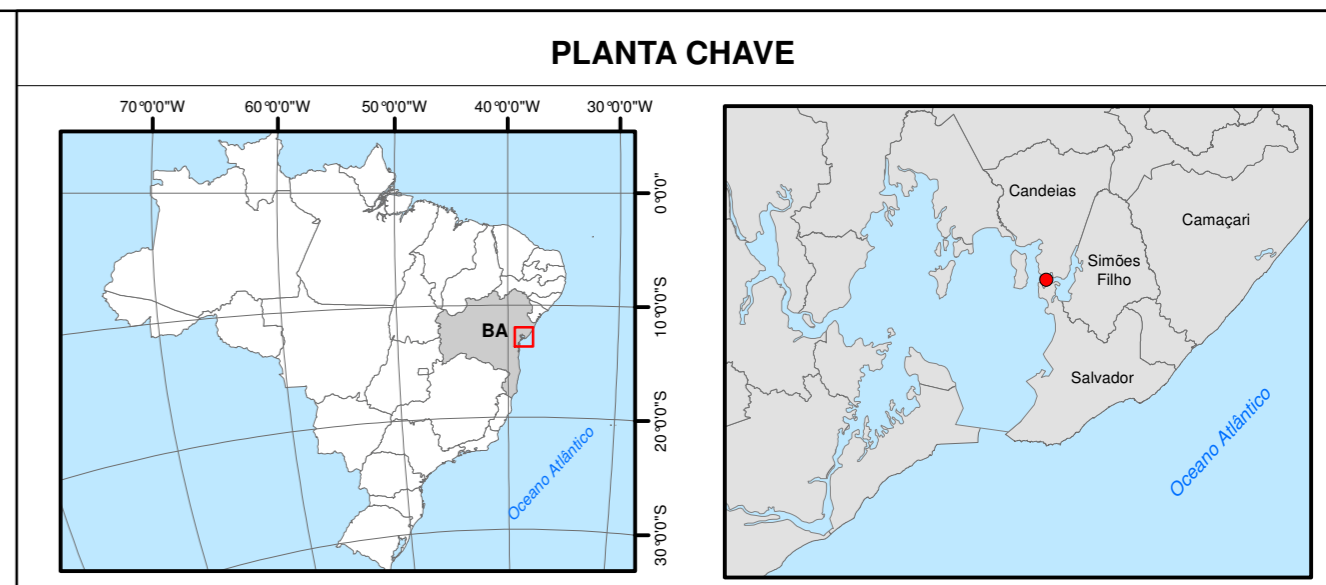 PLANTA CHAVE
70°0'0"W 60°0'0"W 50°0'0"W 40°0'0"W 30°0'0"W
0°0'0"
10°0'0"S
20°0'0"S
30°0'0"S
BA
Oceano Atlântico
Candeias
Camaçari
Simões
Filho
Salvador
Oceano Atlântico